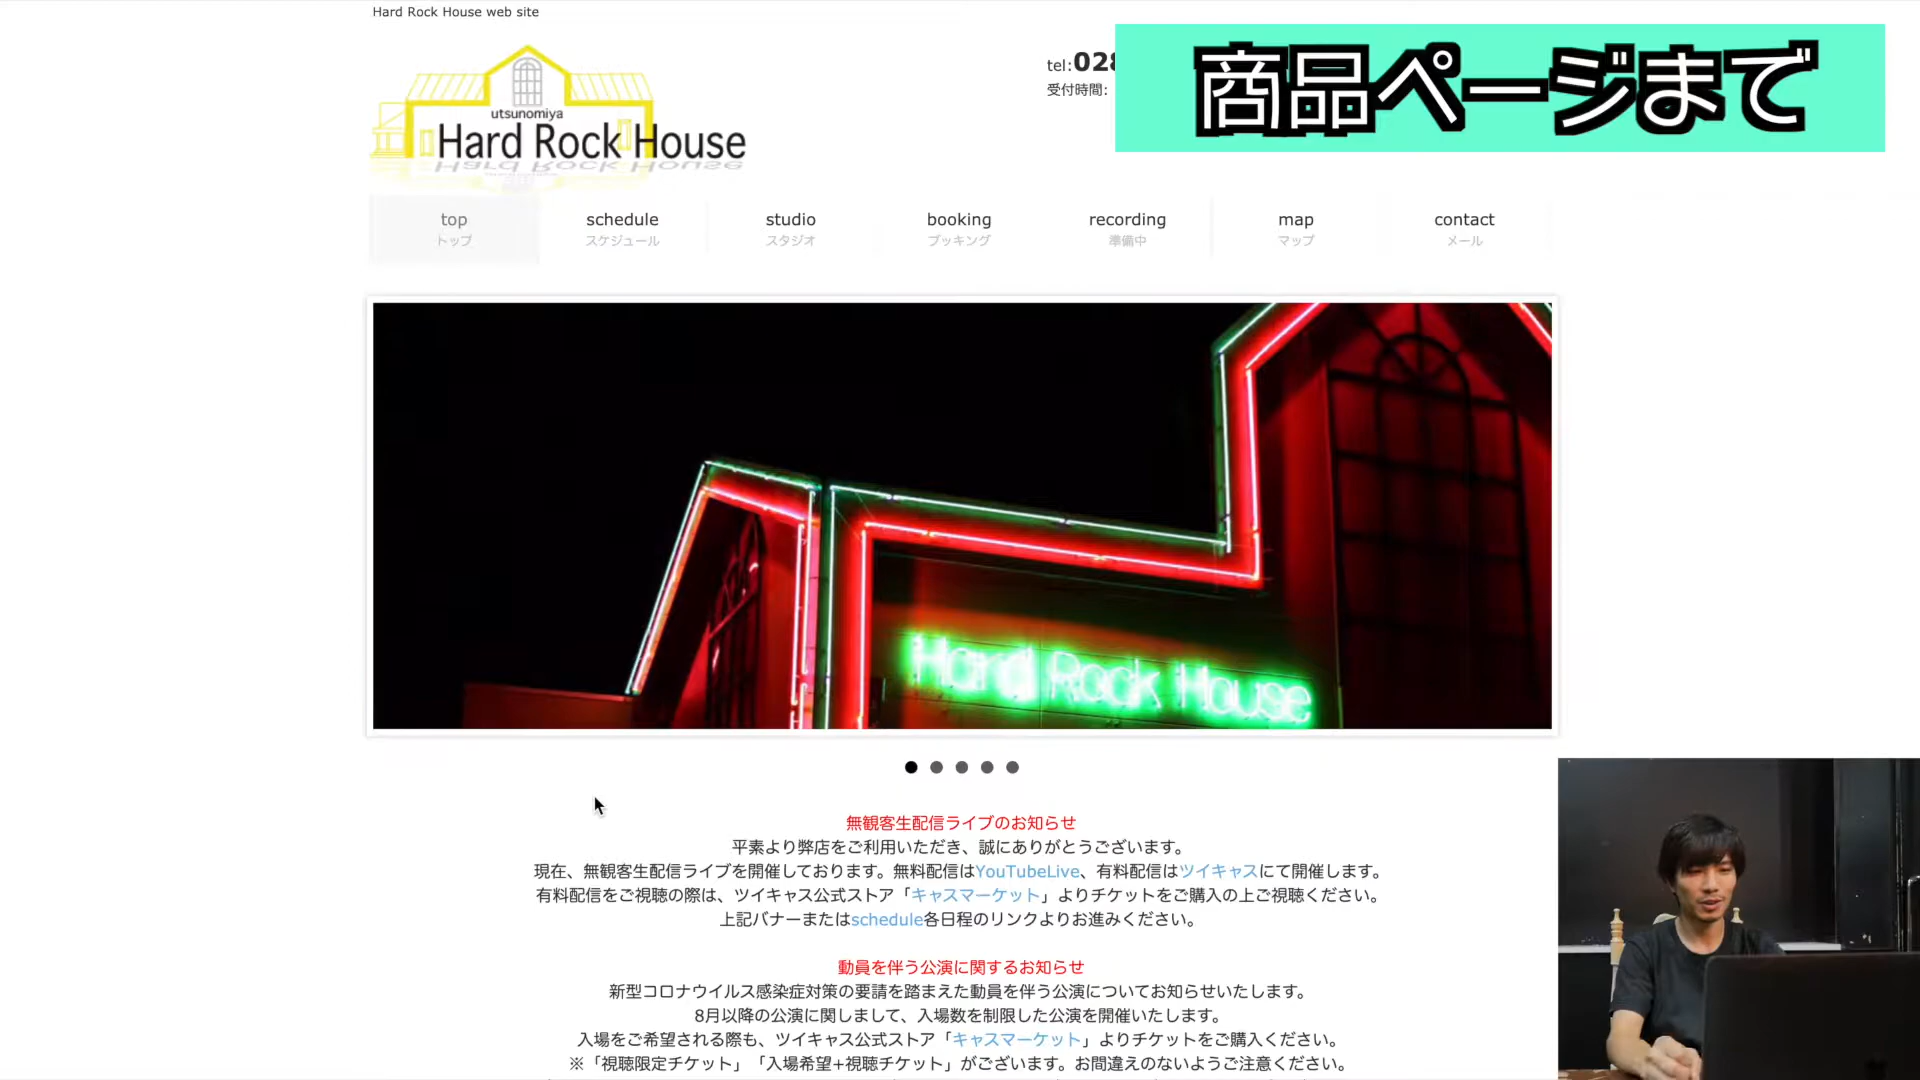 Hard Rock House web site
utsunomiya
Hard Rock House
tel:028
受付時間:
商品ページまで
top
トップ
schedule
スケジュール
studio
スタジオ
booking
ブッキング
recording
準備中
map
マップ
contact
メール
Hard Rock House
無観客生配信ライブのお知らせ
平素より弊店をご利用いただき、誠にありがとうございます。
現在、無観客生配信ライブを開催しております。無料配信はYouTubeLive、有料配信はツイキャスにて開催します。
有料配信をご視聴の際は、ツイキャス公式ストア「キャスマーケット」よりチケットをご購入の上ご視聴ください。
上記バナーまたはschedule各日程のリンクよりお進みください。
動員を伴う公演に関するお知らせ
新型コロナウイルス感染症対策の要請を踏まえた動員を伴う公演についてお知らせいたします。
8月以降の公演に関しまして、入場数を制限した公演を開催いたします。
入場をご希望される際も、ツイキャス公式ストア「キャスマーケット」よりチケットをご購入ください。
※「視聴限定チケット」「入場希望+視聴チケット」がございます。お間違えのないようご注意ください。